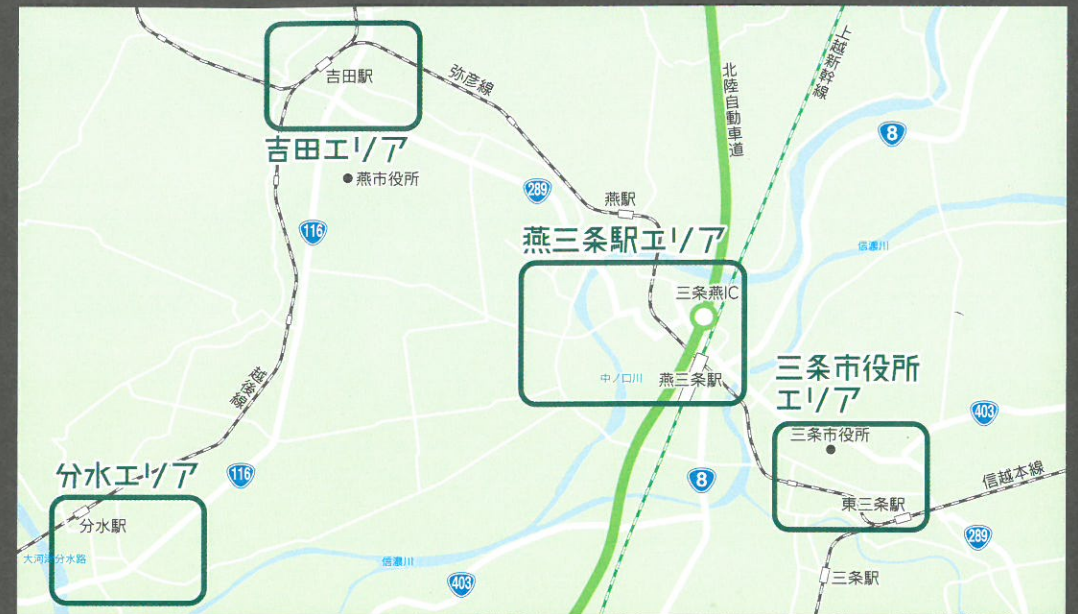 吉田駅
弥彦線
吉田エリア
燕市役所
289
燕駅
116
燕三条駅エリア
北陸自動車道
上越新幹線
8
信濃川
三条燕IC
中ノ口川
燕三条駅
三条市役所
エリア
403
三条市役所
越後線
分水エリア
116
8
信越本線
東三条駅
分水駅
大河津分水路
信濃川
403
289
三条駅